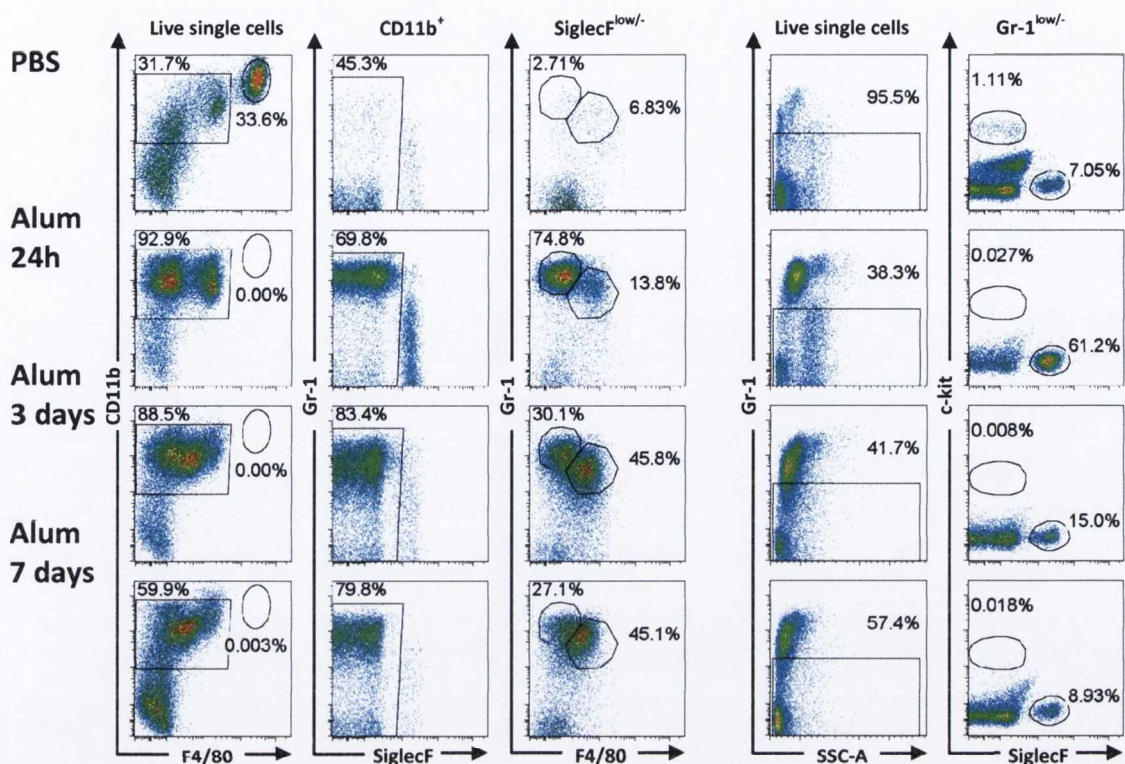 Live single cells CD11b⁺ SiglecF^low/- Live single cells Gr-1^low/-
PBS
31.7% 45.3% 2.71% 95.5% 1.11%
33.6% 6.83% 7.05%
Alum
24h
92.9% 69.8% 74.8% 38.3% 0.027%
0.00% 13.8% 61.2%
Alum
3 days
88.5% 83.4% 30.1% 41.7% 0.008%
0.00% 45.8% 15.0%
Alum
7 days
59.9% 79.8% 27.1% 57.4% 0.018%
0.003% 45.1% 8.93%
CD11b
Gr-1
Gr-1
Gr-1
c-kit
F4/80 SiglecF F4/80 SSC-A SiglecF